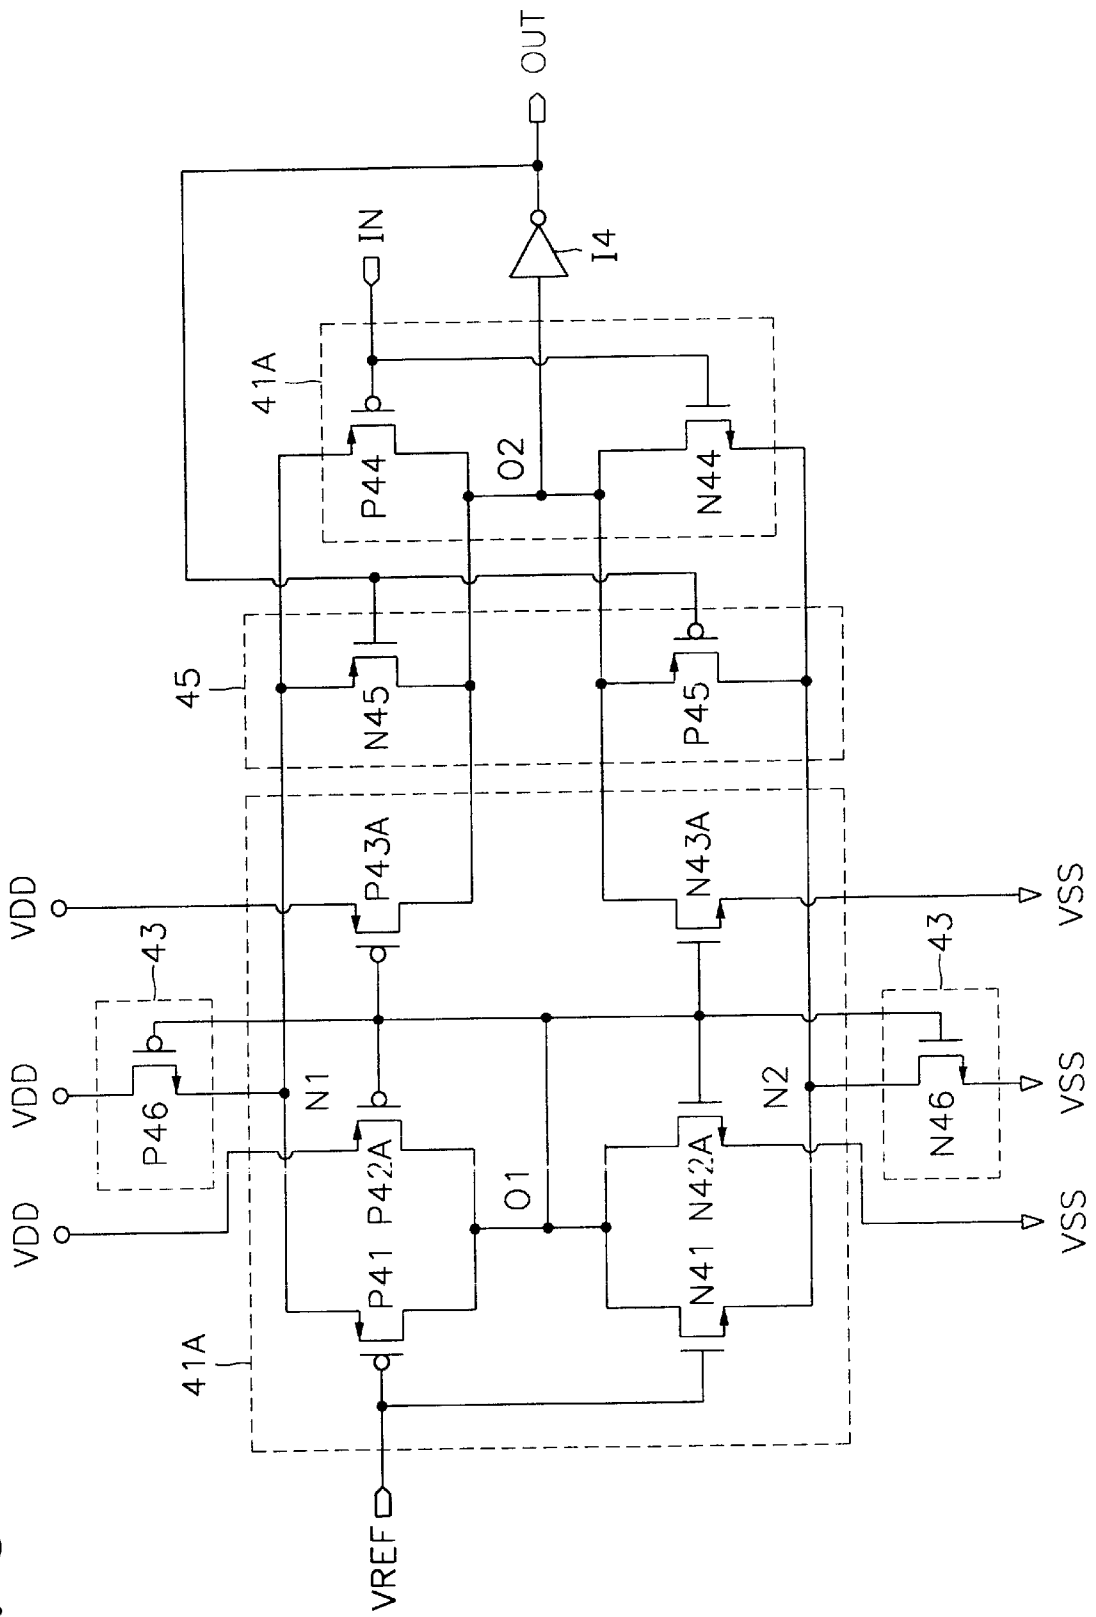 VDD
VDD
VDD
43
P46
41A
N1
P41
P42A
P43A
45
N45
41A
P44
IN
VREF
O1
O2
I4
OUT
N41
N42A
N43A
N2
P45
N44
43
N46
VSS
VSS
VSS